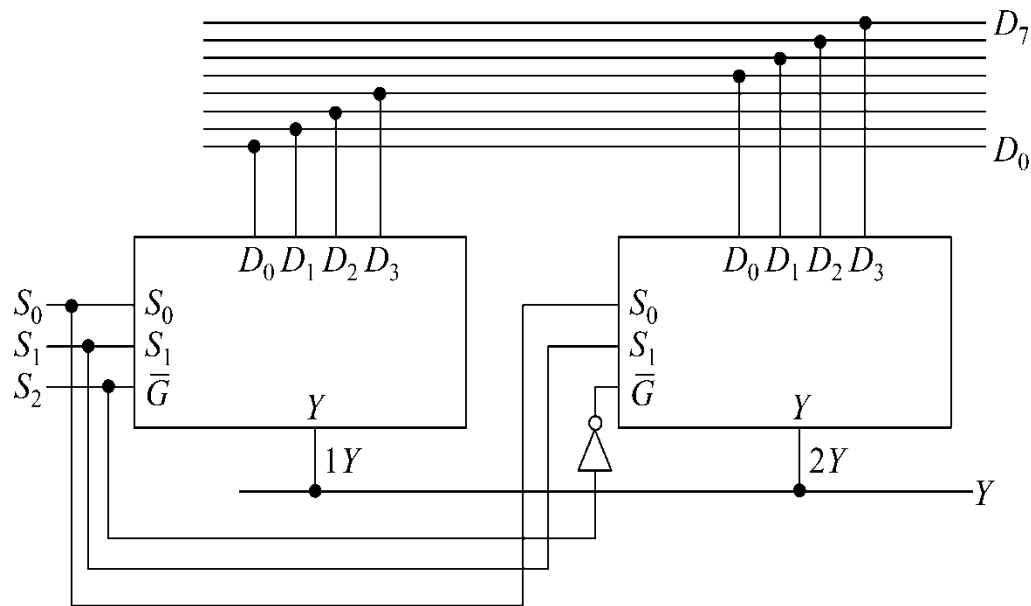 D₇
D₀
D₀ D₁ D₂ D₃
D₀ D₁ D₂ D₃
S₀ S₀
S₀
S₁ S₁
S₁
S₂ G̅
G̅
Y
Y
1Y
2Y
Y